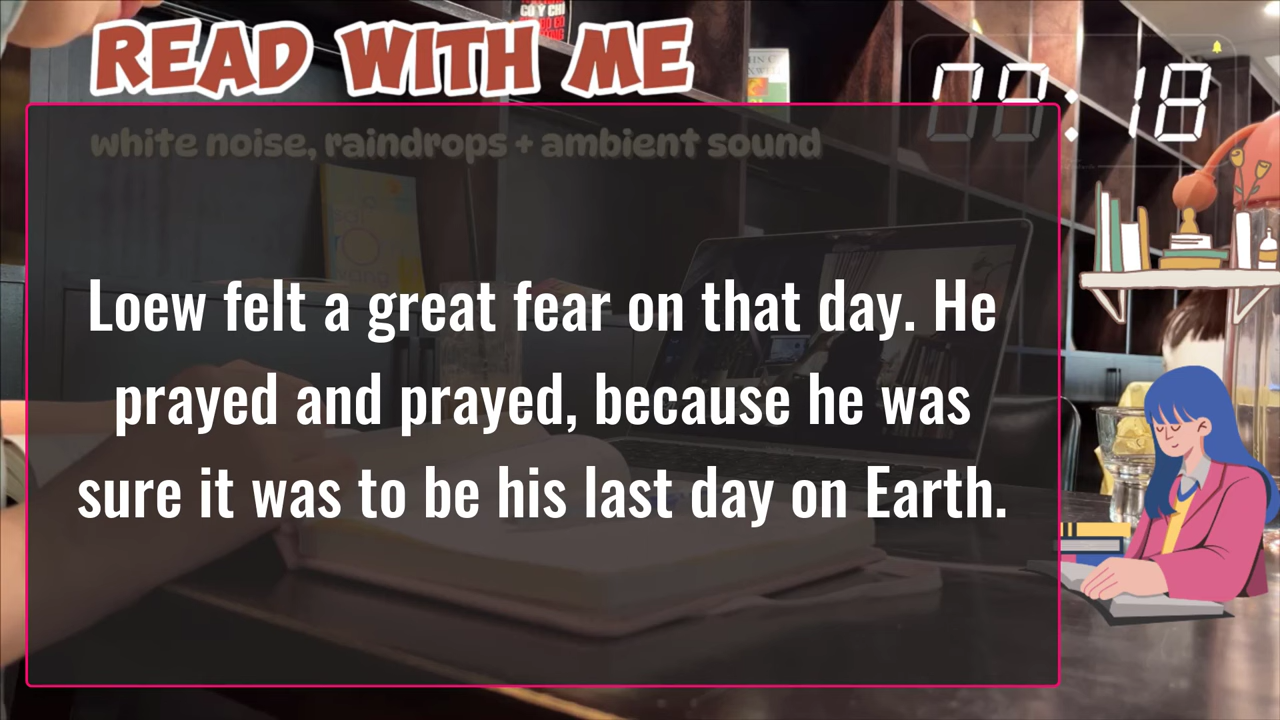 READ WITH ME
08:18
white noise, raindrops + ambient sound
Loew felt a great fear on that day. He
prayed and prayed, because he was
sure it was to be his last day on Earth.